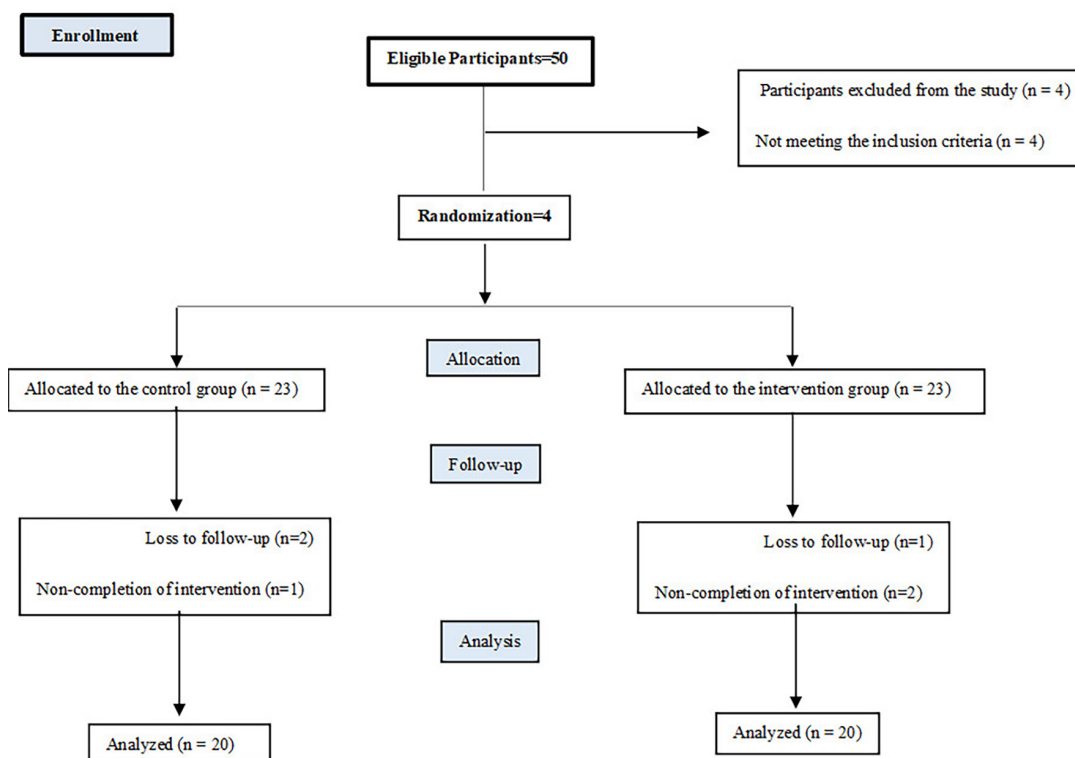 Enrollment
Eligible Participants=50
Participants excluded from the study (n = 4)
Not meeting the inclusion criteria (n = 4)
Randomization=4
Allocation
Allocated to the control group (n = 23)
Allocated to the intervention group (n = 23)
Follow-up
Loss to follow-up (n=2)
Non-completion of intervention (n=1)
Loss to follow-up (n=1)
Non-completion of intervention (n=2)
Analysis
Analyzed (n = 20)
Analyzed (n = 20)